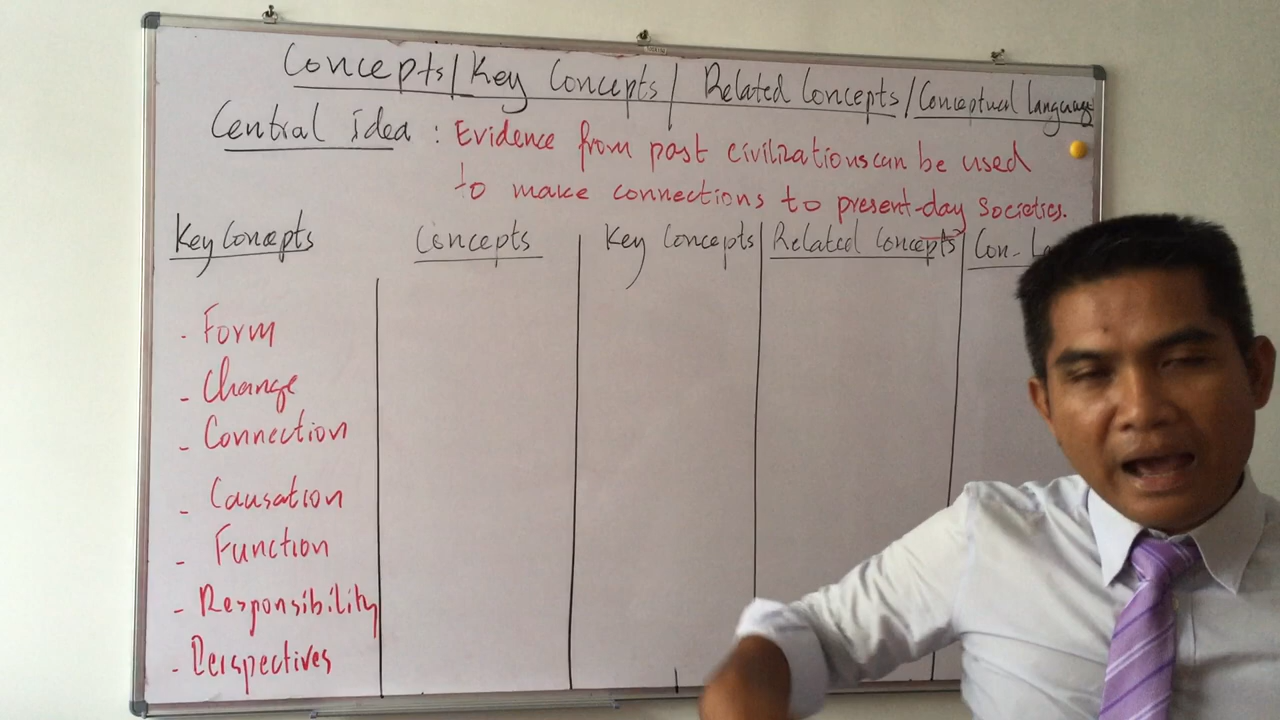 Concepts/Key Concepts/Related Concepts/Conceptual language
Central idea : Evidence from past civilizations can be used
to make connections to present-day societies.
Key Concepts Concepts Key Concepts Related Concepts Con-
- Form
- Change
- Connection
- Causation
- Function
- Responsibility
- Perspectives